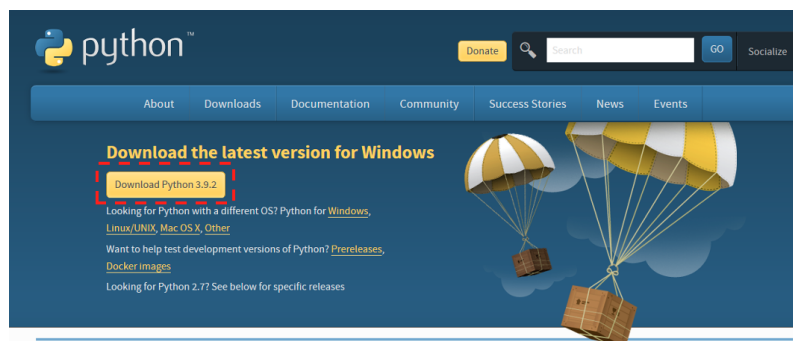 python™
Donate
Search
GO
Socialize
About Downloads Documentation Community Success Stories News Events
Download the latest version for Windows
Download Python 3.9.2
Looking for Python with a different OS? Python for Windows,
Linux/UNIX, Mac OS X, Other
Want to help test development versions of Python? Prereleases,
Docker images
Looking for Python 2.7? See below for specific releases